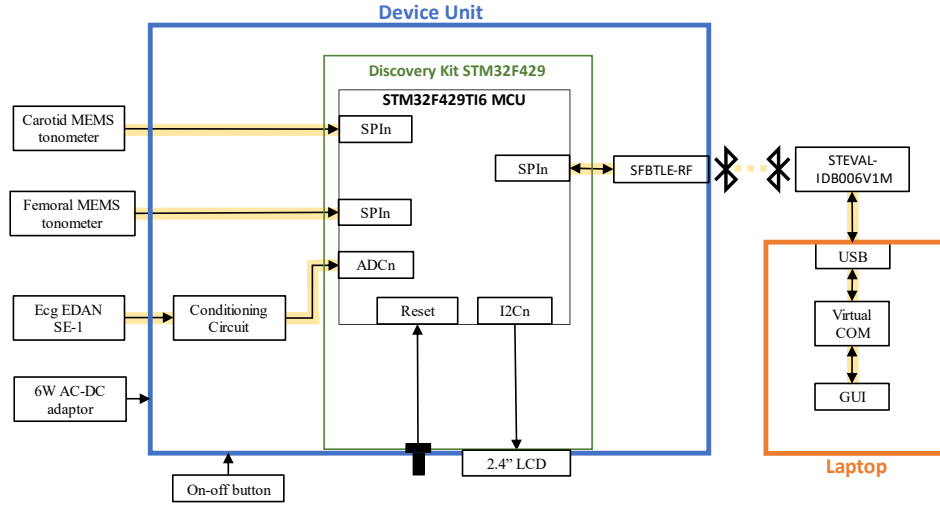 Device Unit
Discovery Kit STM32F429
STM32F429TI6 MCU
Carotid MEMS
tonometer
SPIn
SPIn
SFBTLE-RF
STEVAL-
IDB006V1M
Femoral MEMS
tonometer
SPIn
ADCn
USB
Ecg EDAN
SE-1
Conditioning
Circuit
Reset
I2Cn
Virtual
COM
6W AC-DC
adaptor
GUI
2.4” LCD
Laptop
On-off button